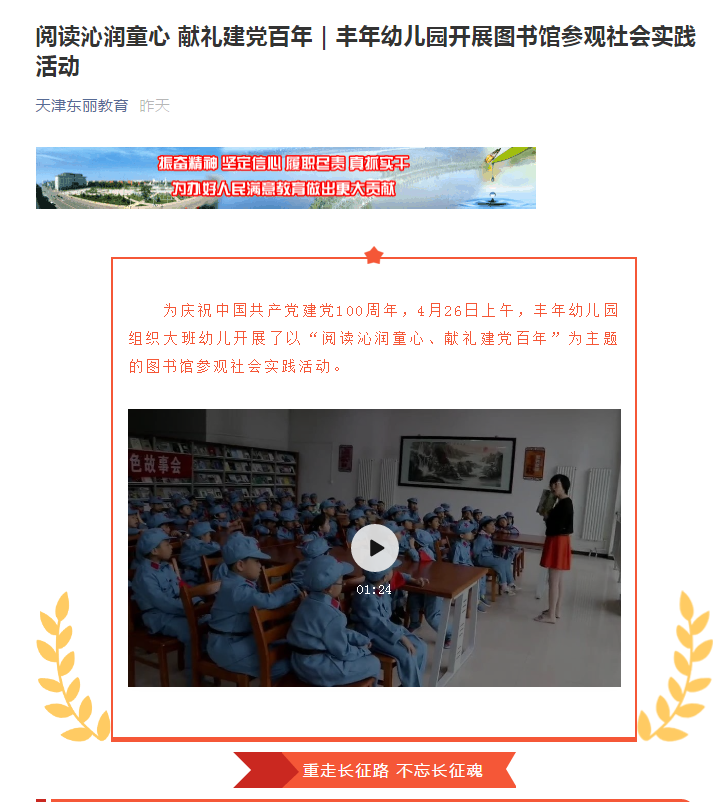 阅读沁润童心 献礼建党百年｜丰年幼儿园开展图书馆参观社会实践
活动
天津东丽教育 昨天
振奋精神 坚定信心 履职尽责 真抓实干
为办好人民满意教育做出更大贡献
为庆祝中国共产党建党100周年，4月26日上午，丰年幼儿园
组织大班幼儿开展了以“阅读沁润童心、献礼建党百年”为主题
的图书馆参观社会实践活动。
色故事会
01:24
重走长征路 不忘长征魂